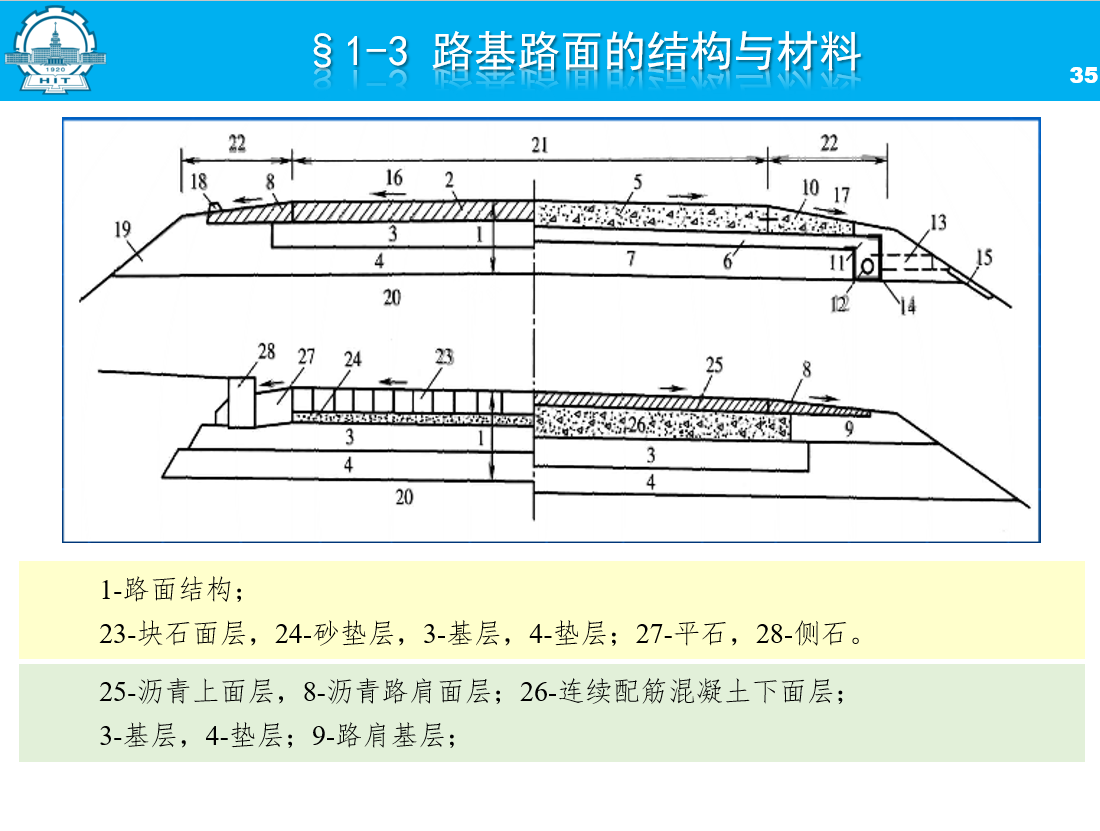 §1-3 路基路面的结构与材料
35
1920
HIT
22 21 22
18 8 16 2 5 10 17
19 3 1 13
4 7 6 11 15
20 12 14
28 27 24 23 25 8
3 1 26 9
4 3
20 4
1-路面结构；
23-块石面层，24-砂垫层，3-基层，4-垫层；27-平石，28-侧石。
25-沥青上面层，8-沥青路肩面层；26-连续配筋混凝土下面层；
3-基层，4-垫层；9-路肩基层；